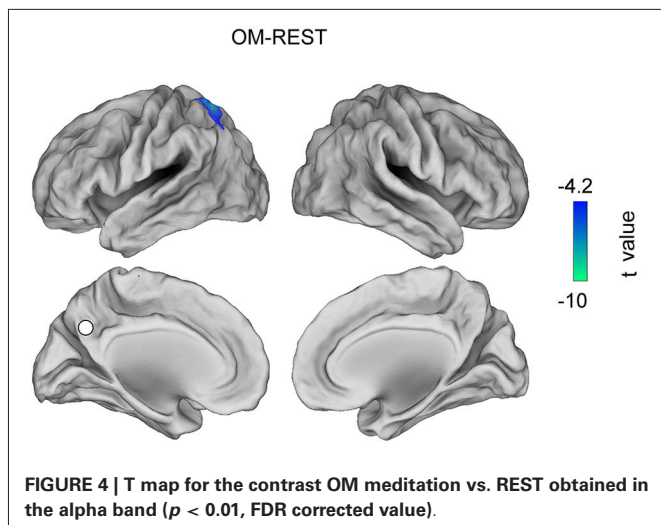 OM-REST
-4.2
t value
-10
FIGURE 4 | T map for the contrast OM meditation vs. REST obtained in
the alpha band (p < 0.01, FDR corrected value).